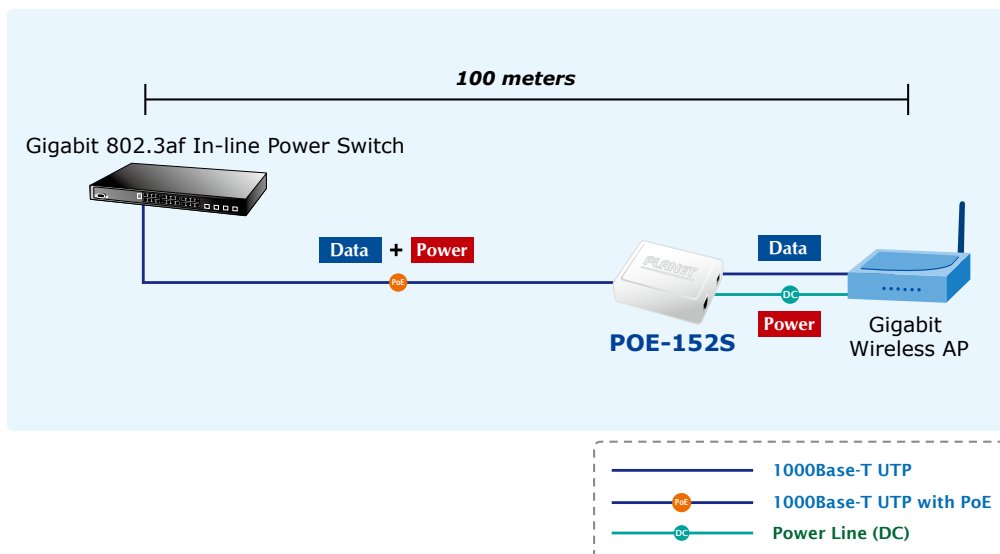 100 meters
Gigabit 802.3af In-line Power Switch
Data + Power
PoE
PLANET
POE-152S
Data
DC
Power
Gigabit
Wireless AP
1000Base-T UTP
PoE
1000Base-T UTP with PoE
DC
Power Line (DC)